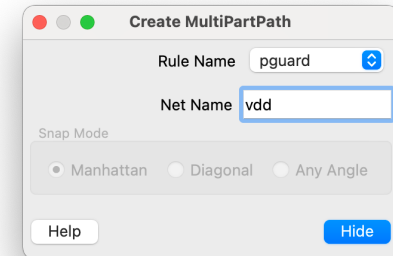 Create MultiPartPath
Rule Name pguard
Net Name vdd
Snap Mode
Manhattan Diagonal Any Angle
Help Hide